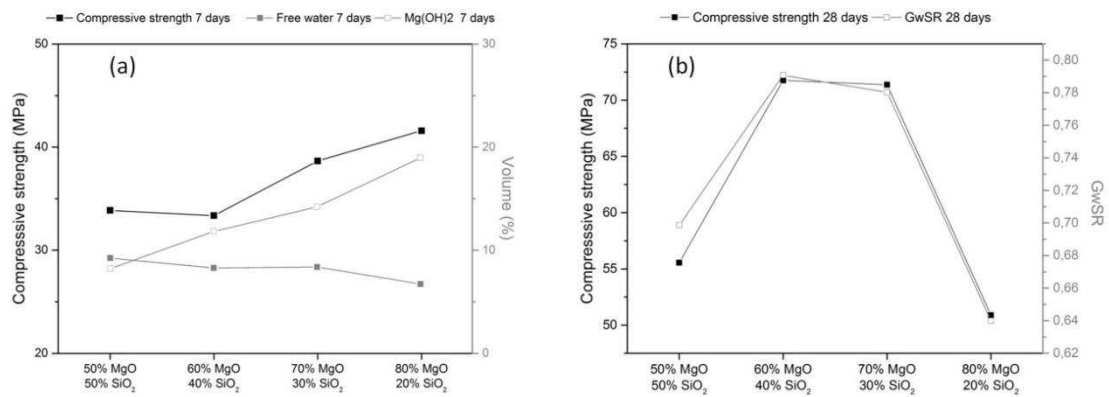 Compressive strength 7 days Free water 7 days Mg(OH)2 7 days
(a)
50
40
30
20
Compresssive strength (MPa)
30
20
10
0
Volume (%)
50% MgO 60% MgO 70% MgO 80% MgO
50% SiO₂ 40% SiO₂ 30% SiO₂ 20% SiO₂
Compressive strength 28 days GwSR 28 days
(b)
75
70
65
60
55
50
Compresssive strength (MPa)
0,80
0,78
0,76
0,74
0,72
0,70
0,68
0,66
0,64
0,62
GwSR
50% MgO 60% MgO 70% MgO 80% MgO
50% SiO₂ 40% SiO₂ 30% SiO₂ 20% SiO₂